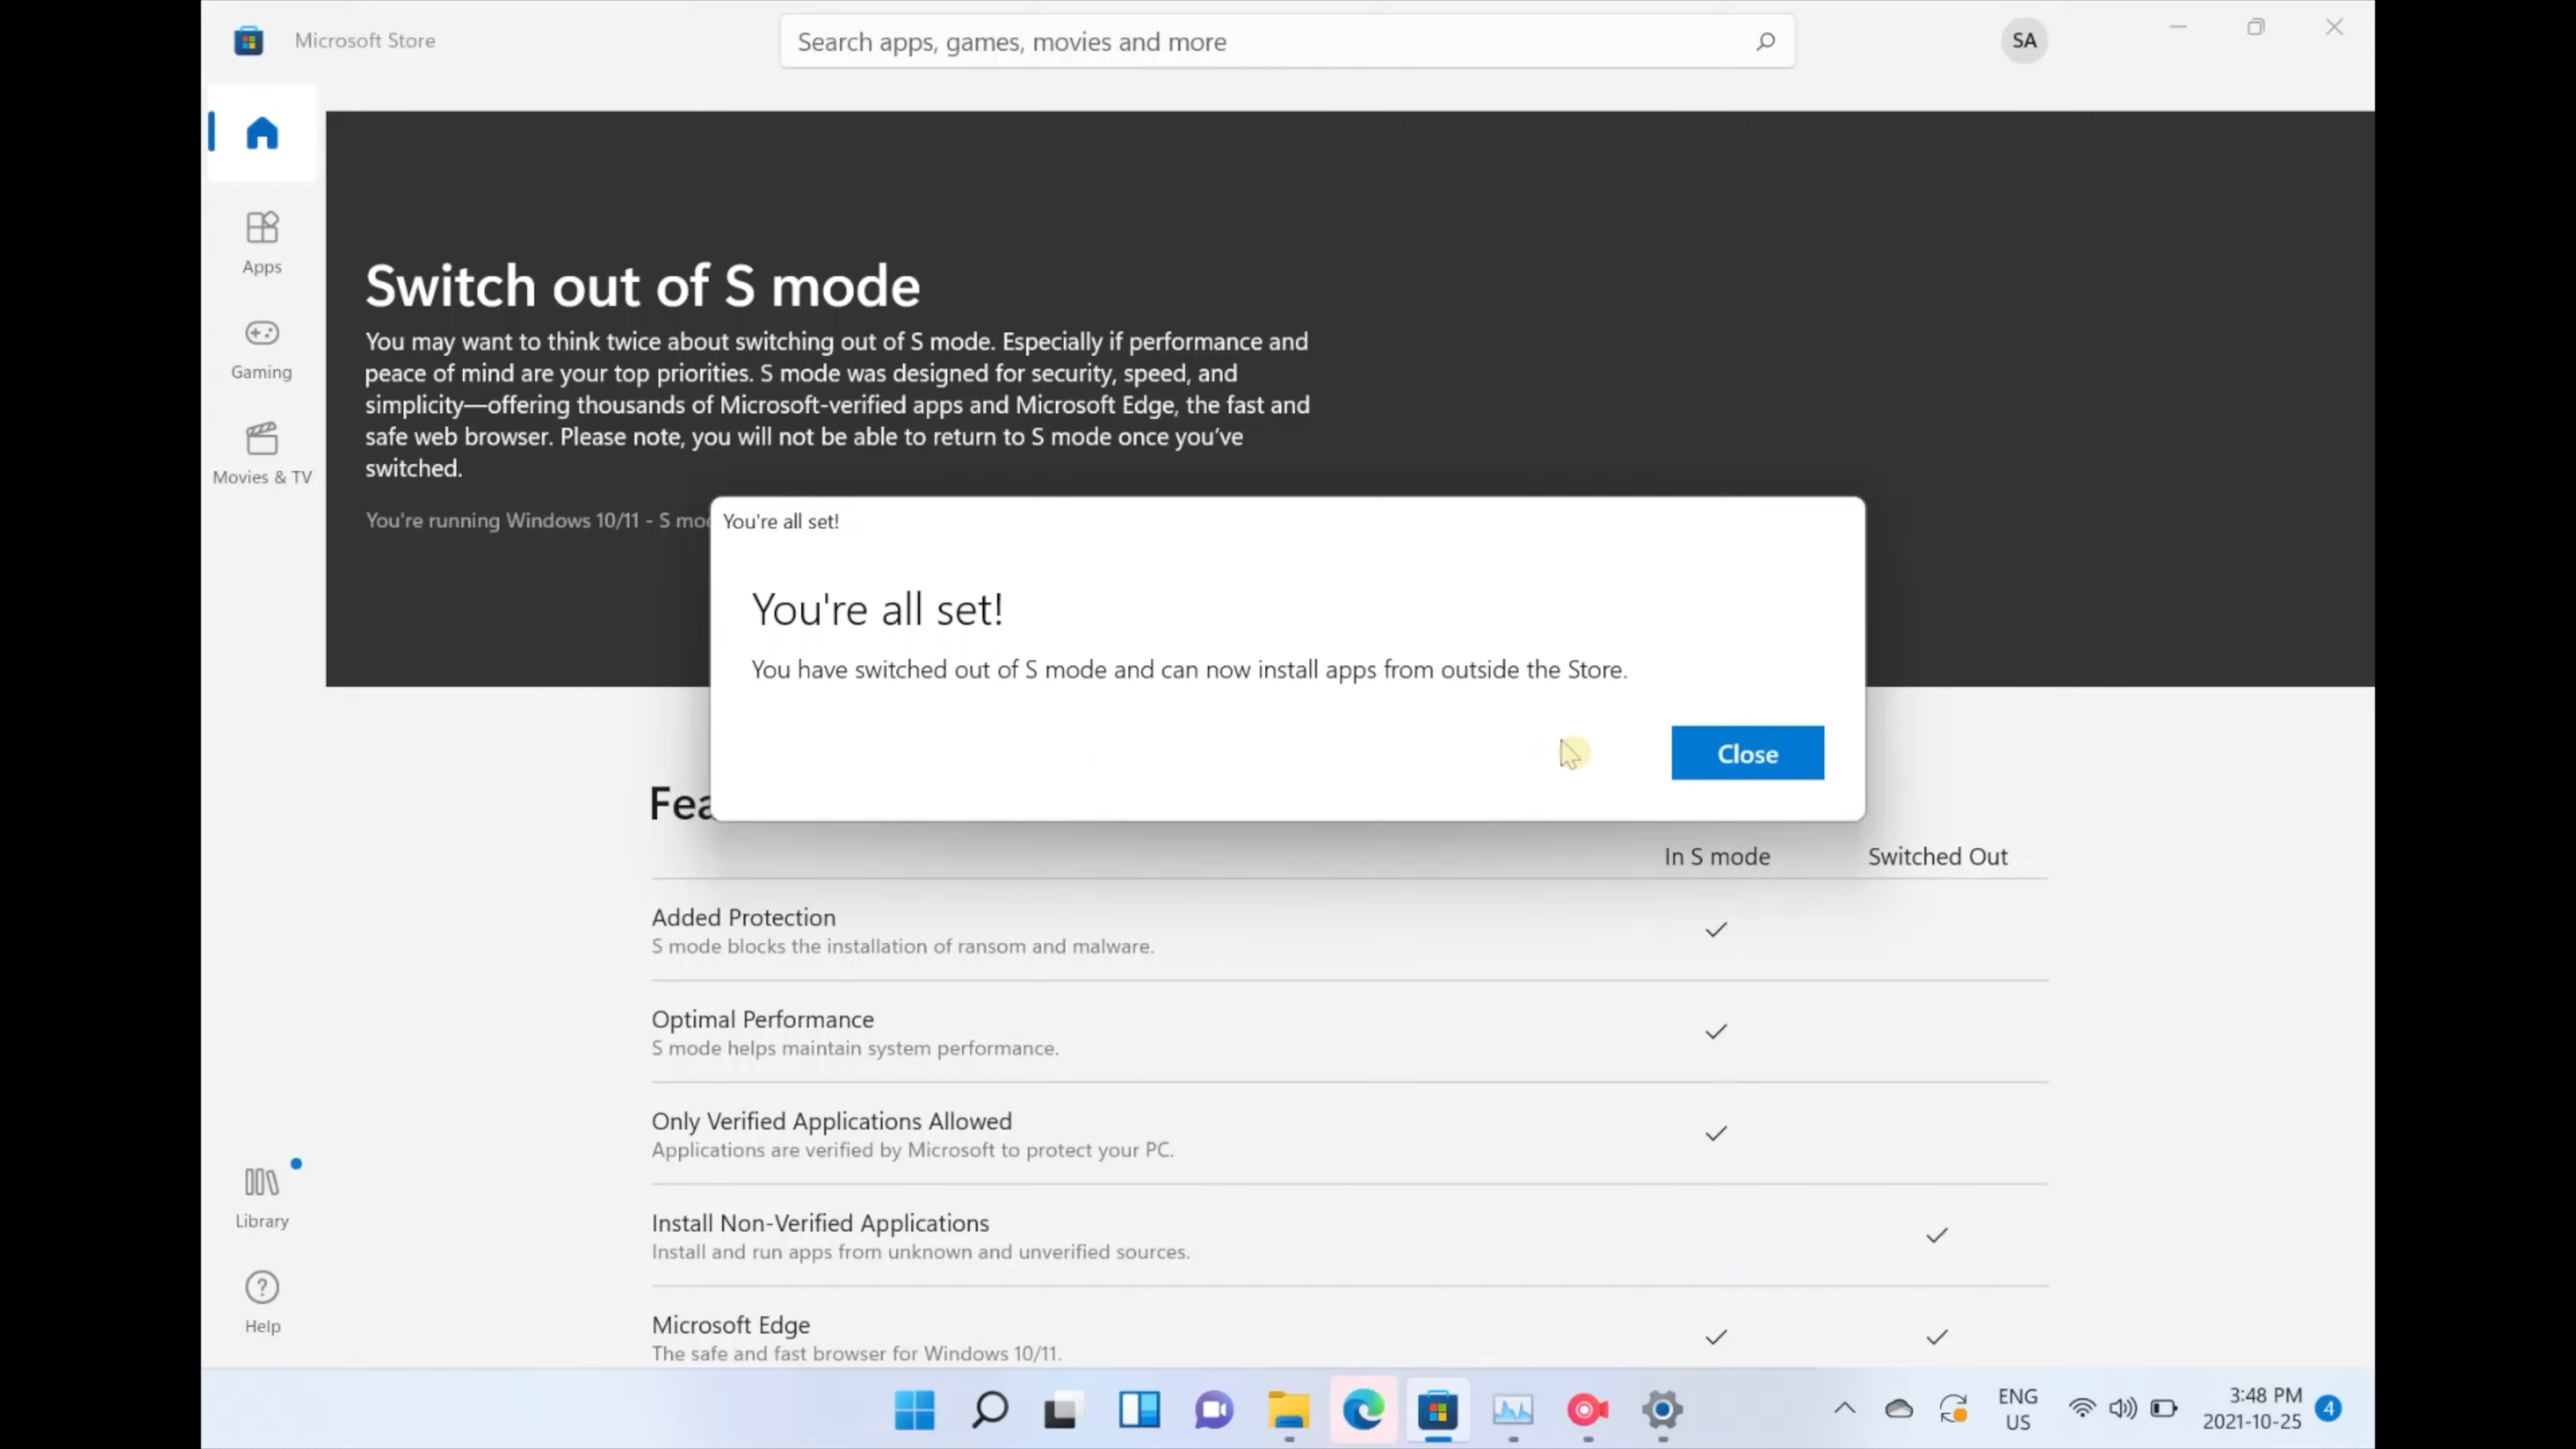 Microsoft Store
Search apps, games, movies and more
SA
Apps
Gaming
Movies & TV
Library
Help
Switch out of S mode
You may want to think twice about switching out of S mode. Especially if performance and
peace of mind are your top priorities. S mode was designed for security, speed, and
simplicity—offering thousands of Microsoft-verified apps and Microsoft Edge, the fast and
safe web browser. Please note, you will not be able to return to S mode once you've
switched.
You're running Windows 10/11 - S
You're all set!
You're all set!
You have switched out of S mode and can now install apps from outside the Store.
Close
In S mode Switched Out
Added Protection
S mode blocks the installation of ransom and malware.
Optimal Performance
S mode helps maintain system performance.
Only Verified Applications Allowed
Applications are verified by Microsoft to protect your PC.
Install Non-Verified Applications
Install and run apps from unknown and unverified sources.
Microsoft Edge
The safe and fast browser for Windows 10/11.
ENG
US
3:48 PM
2021-10-25
4